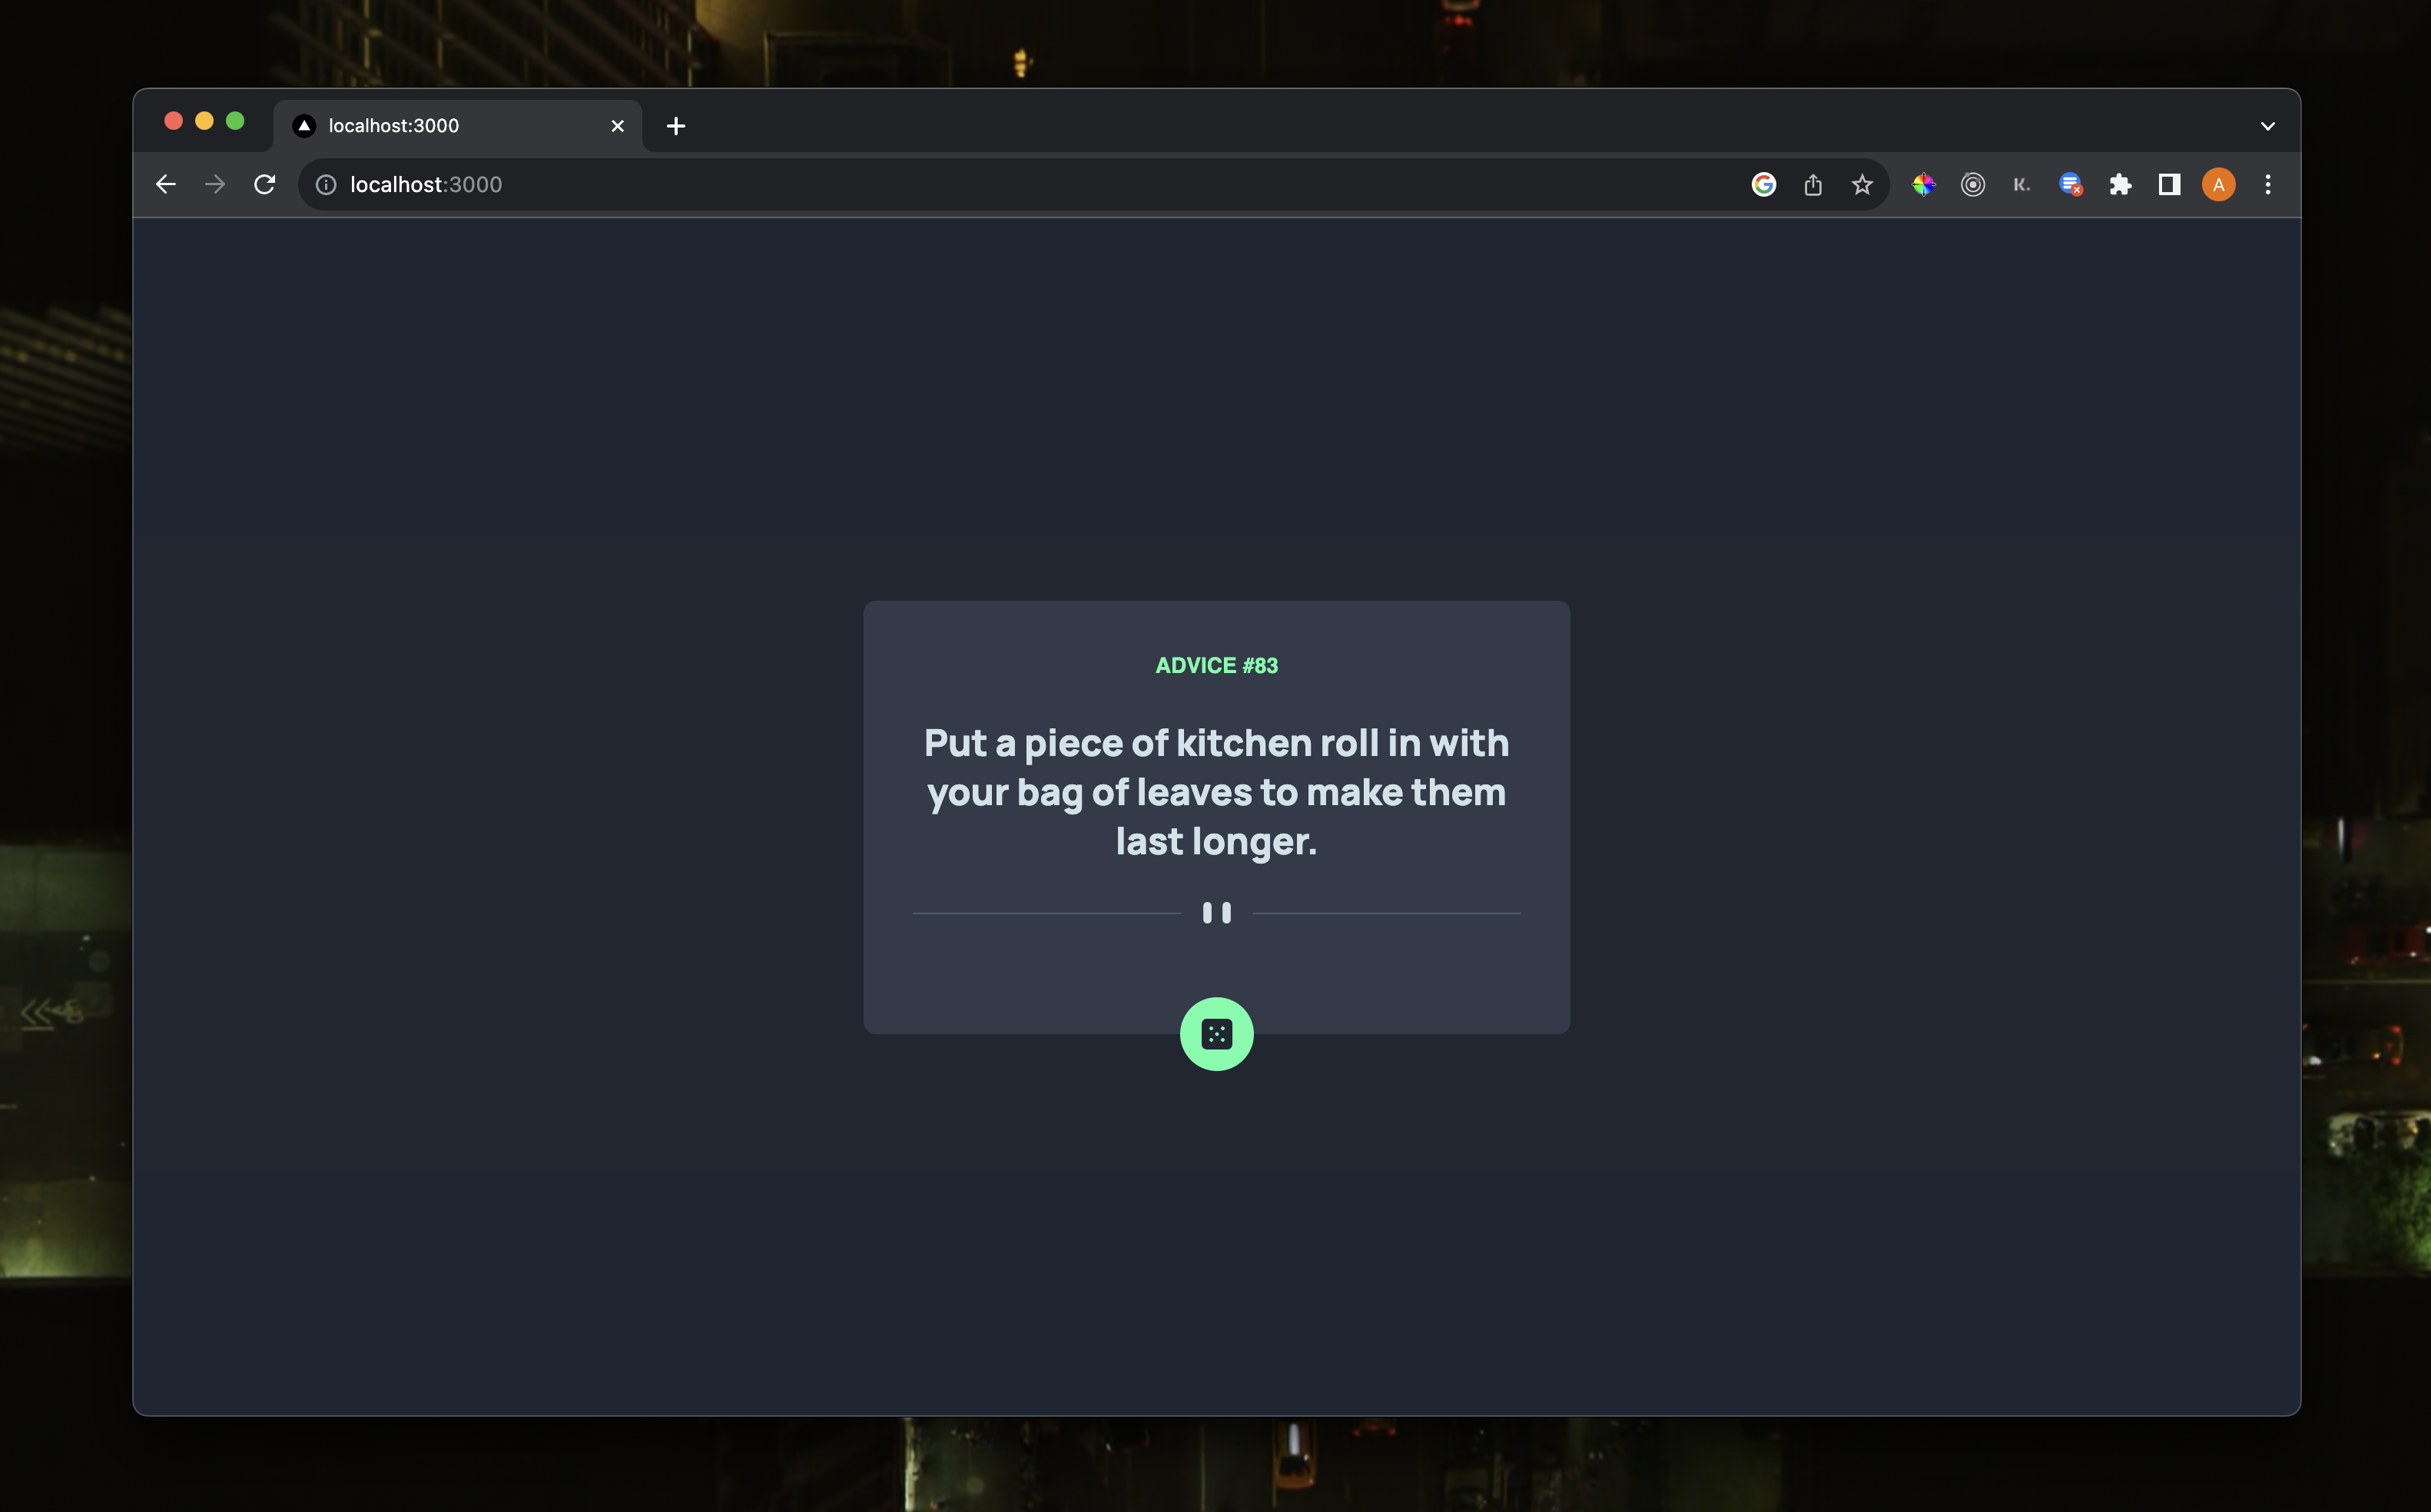 localhost:3000
localhost:3000
K.
A
ADVICE #83
Put a piece of kitchen roll in with
your bag of leaves to make them
last longer.